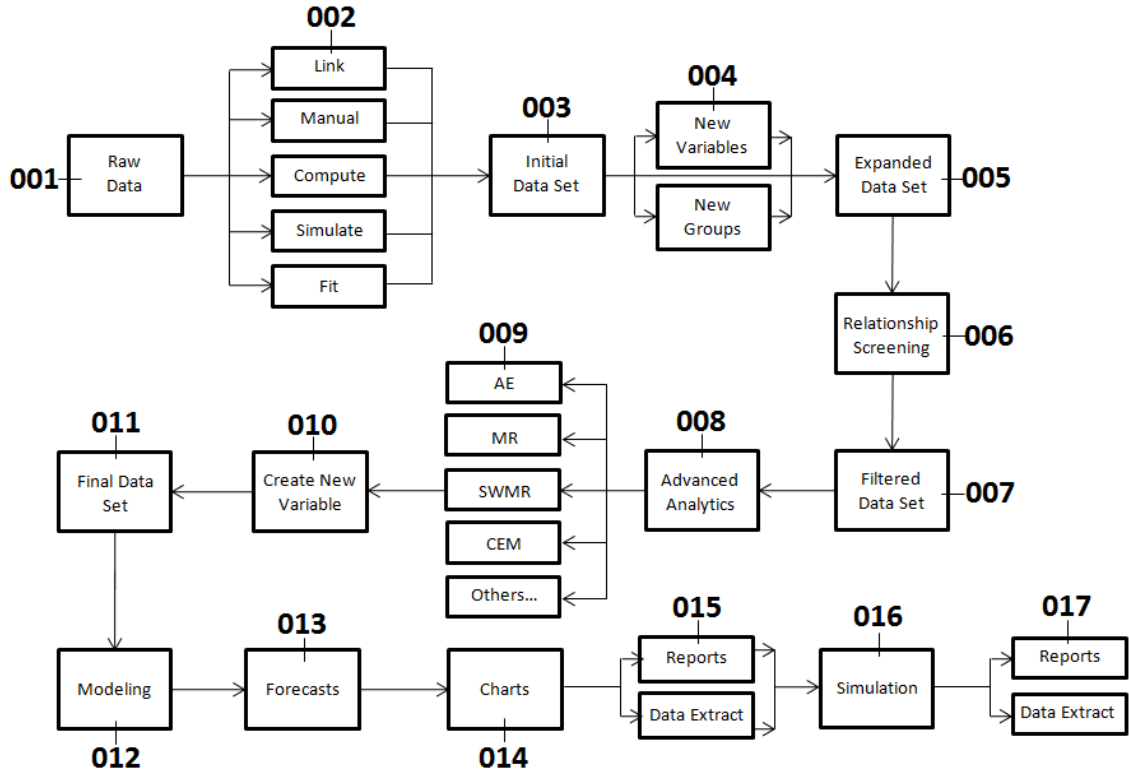 002
Link
004
Manual
003
New
Variables
001
Raw
Data
Compute
Initial
Data Set
Expanded
Data Set
005
Simulate
New
Groups
Fit
Relationship
Screening
006
009
AE
011
010
MR
008
Final Data
Set
Create New
Variable
SWMR
Advanced
Analytics
Filtered
Data Set
007
CEM
Others...
013
015
016
017
Modeling
Forecasts
Charts
Reports
Data Extract
Simulation
Reports
Data Extract
012
014